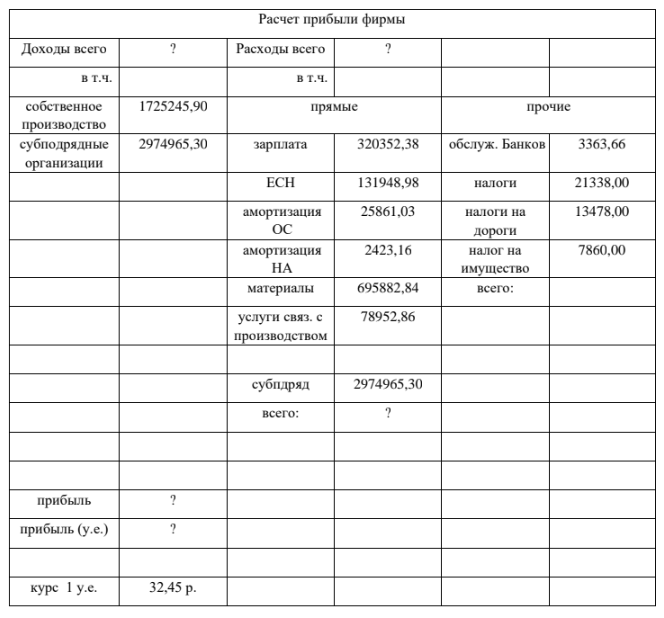 Расчет прибыли фирмы
Доходы всего ? Расходы всего ?
в т.ч. в т.ч.
собственное производство 1725245,90 прямые прочие
субподрядные организации 2974965,30 зарплата 320352,38 обслуж. Банков 3363,66
ЕСН 131948,98 налоги 21338,00
амортизация ОС 25861,03 налоги на дороги 13478,00
амортизация НА 2423,16 налог на имущество 7860,00
материалы 695882,84 всего:
услуги связ. с производством 78952,86
субпдряд 2974965,30
всего: ?
прибыль ?
прибыль (у.е.) ?
курс 1 у.е. 32,45 р.